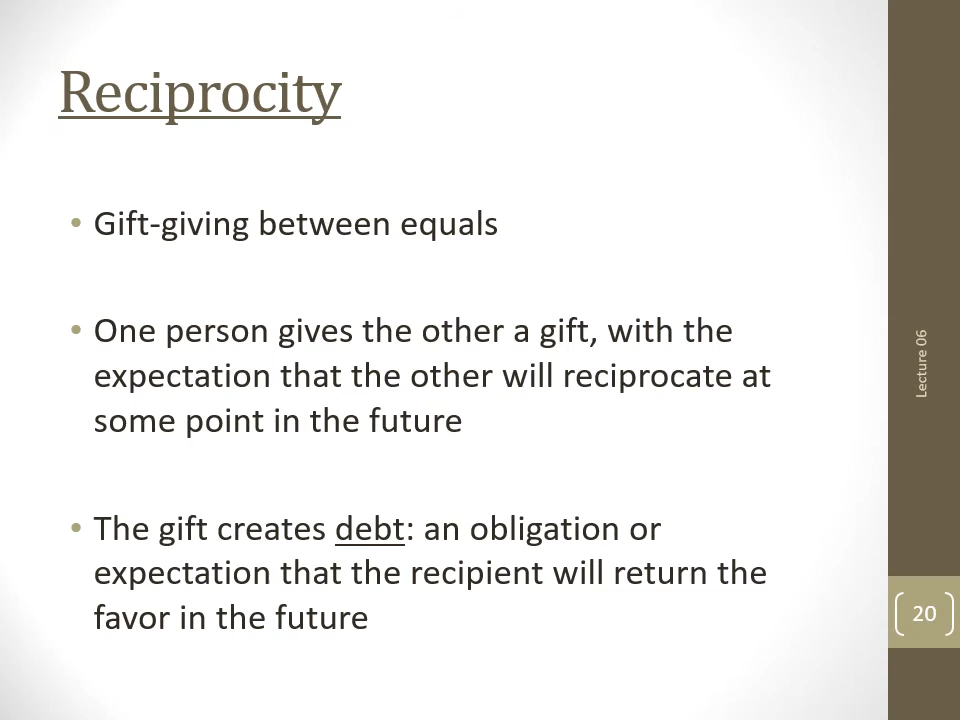 Reciprocity
• Gift-giving between equals
• One person gives the other a gift, with the
expectation that the other will reciprocate at
some point in the future
• The gift creates debt: an obligation or
expectation that the recipient will return the
favor in the future
Lecture 06
20